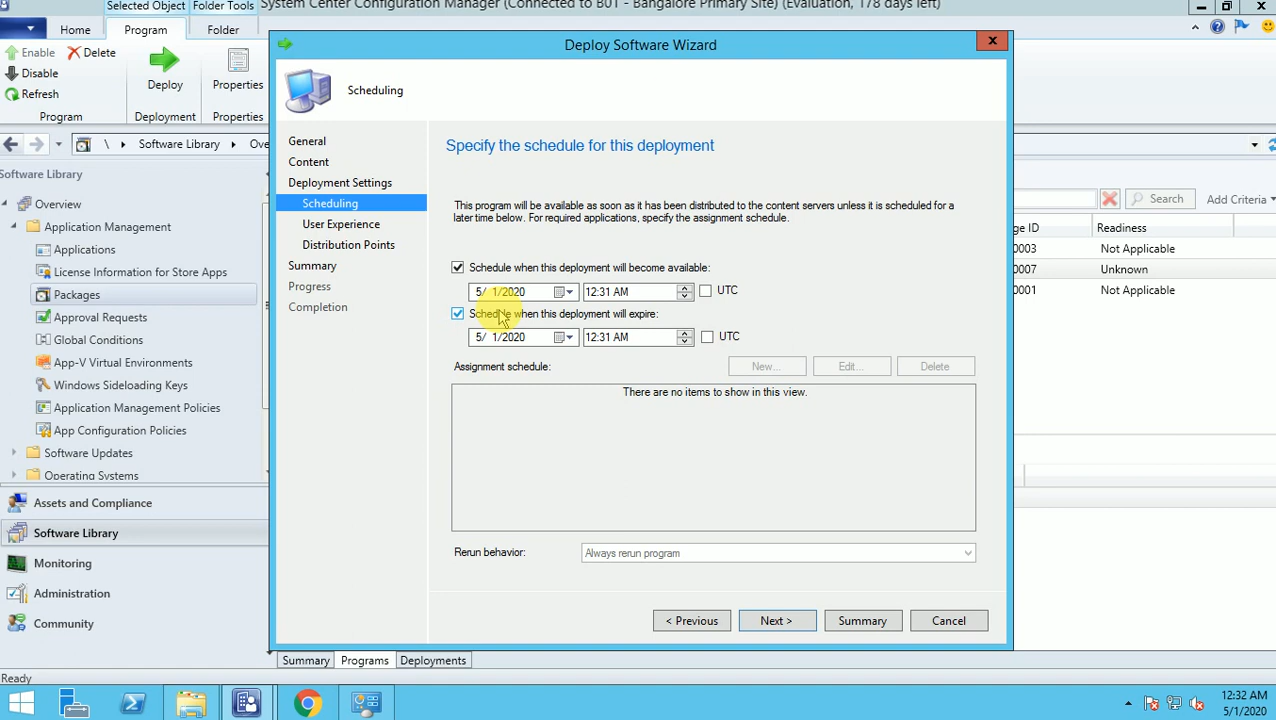 Selected Object
Folder Tools
System Center Configuration Manager (Connected to B01 - Bangalore Primary Site) (Evaluation, 178 days left)
Home
Program
Folder
Enable
Delete
Disable
Refresh
Deploy
Properties
Program
Deployment
Properties
\
Software Library
Software Library
Overview
Application Management
Applications
License Information for Store Apps
Packages
Approval Requests
Global Conditions
App-V Virtual Environments
Windows Sideloading Keys
Application Management Policies
App Configuration Policies
Software Updates
Operating Systems
Assets and Compliance
Software Library
Monitoring
Administration
Community
Ready
Deploy Software Wizard
Scheduling
General
Content
Deployment Settings
Scheduling
User Experience
Distribution Points
Summary
Progress
Completion
Specify the schedule for this deployment
This program will be available as soon as it has been distributed to the content servers unless it is scheduled for a
later time below. For required applications, specify the assignment schedule.
Schedule when this deployment will become available:
5/ 1/2020
12:31 AM
UTC
Schedule when this deployment will expire:
5/ 1/2020
12:31 AM
UTC
Assignment schedule:
New...
Edit...
Delete
There are no items to show in this view.
Rerun behavior:
Always rerun program
< Previous
Next >
Summary
Cancel
Search
Add Criteria
Readiness
0003
Not Applicable
0007
Unknown
0001
Not Applicable
Summary
Programs
Deployments
12:32 AM
5/1/2020